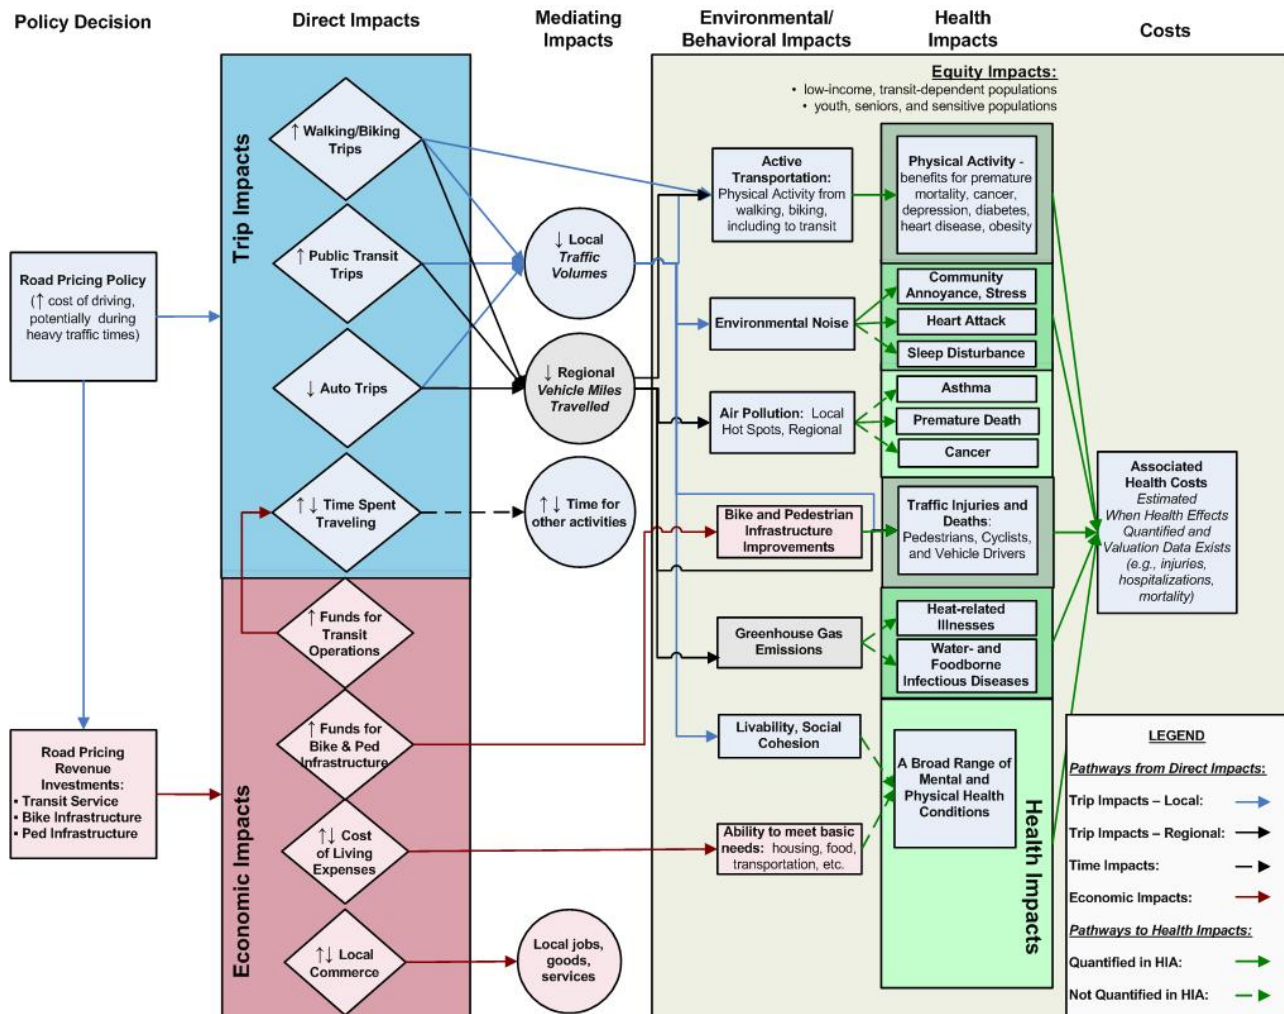 Policy Decision
Direct Impacts
Mediating
Impacts
Environmental/
Behavioral Impacts
Health
Impacts
Costs
Trip Impacts
Economic Impacts
Road Pricing Policy
(↑ cost of driving,
potentially during
heavy traffic times)
Road Pricing
Revenue
Investments:
• Transit Service
• Bike Infrastructure
• Ped Infrastructure
↑ Walking/Biking
Trips
↑ Public Transit
Trips
↓ Auto Trips
↑↓ Time Spent
Traveling
↑ Funds for
Transit
Operations
↑ Funds for
Bike & Ped
Infrastructure
↑↓ Cost
of Living
Expenses
↑↓ Local
Commerce
↓ Local
Traffic
Volumes
↓ Regional
Vehicle Miles
Travelled
↑↓ Time for
other activities
Local jobs,
goods,
services
Equity Impacts:
• low-income, transit-dependent populations
• youth, seniors, and sensitive populations
Active
Transportation:
Physical Activity from
walking, biking,
including to transit
Environmental Noise
Air Pollution: Local
Hot Spots, Regional
Bike and Pedestrian
Infrastructure
Improvements
Greenhouse Gas
Emissions
Livability, Social
Cohesion
Ability to meet basic
needs: housing, food,
transportation, etc.
Physical Activity -
benefits for premature
mortality, cancer,
depression, diabetes,
heart disease, obesity
Community
Annoyance, Stress
Heart Attack
Sleep Disturbance
Asthma
Premature Death
Cancer
Traffic Injuries and
Deaths:
Pedestrians, Cyclists,
and Vehicle Drivers
Heat-related
Illnesses
Water- and
Foodborne
Infectious Diseases
A Broad Range of
Mental and
Physical Health
Conditions
Health Impacts
Associated
Health Costs
Estimated
When Health Effects
Quantified and
Valuation Data Exists
(e.g., injuries,
hospitalizations,
mortality)
LEGEND
Pathways from Direct Impacts:
Trip Impacts – Local:
Trip Impacts – Regional:
Time Impacts:
Economic Impacts:
Pathways to Health Impacts:
Quantified in HIA:
Not Quantified in HIA: